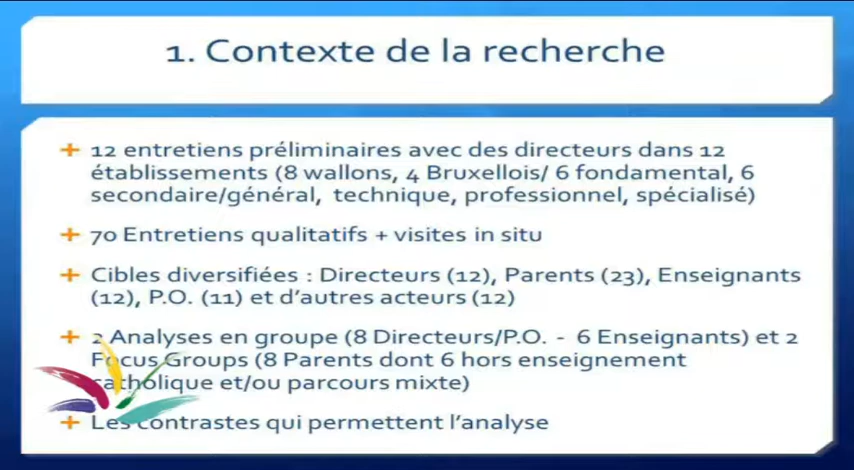 1. Contexte de la recherche
12 entretiens préliminaires avec des directeurs dans 12
établissements (8 wallons, 4 Bruxellois/ 6 fondamental, 6
secondaire/général, technique, professionnel, spécialisé)
70 Entretiens qualitatifs + visites in situ
Cibles diversifiées : Directeurs (12), Parents (23), Enseignants
(12), P.O. (11) et d'autres acteurs (12)
2 Analyses en groupe (8 Directeurs/P.O. - 6 Enseignants) et 2
Focus Groups (8 Parents dont 6 hors enseignement
catholique et/ou parcours mixte)
Les contrastes qui permettent l'analyse